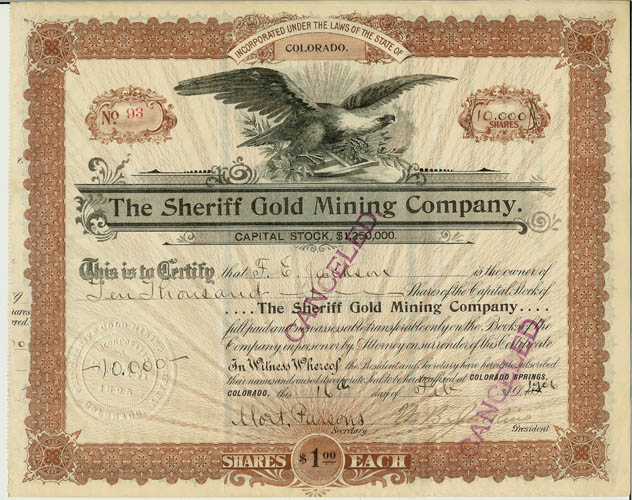 INCORPORATED UNDER THE LAWS OF THE STATE OF
COLORADO.
No 93
10.000
SHARES
The Sheriff Gold Mining Company.
CAPITAL STOCK, $1,250,000.
This is to Certify that F. E. is the owner of
Ten Thousand Shares of the Capital Stock of
....The Sheriff Gold Mining Company....
full paid and non assessable transferable only on the Books of the
Company in person or by Attorney on surrender of this Certificate
In Witness Whereof the President and Secretary have hereunto subscribed
their names and caused the corporate seal to be hereto affixed at COLORADO SPRINGS,
COLORADO, this 16th day of Feb
-10.000-
Mort. Parsons
Secretary
President
SHARES $1.00 EACH
CANCELED
CANCELED